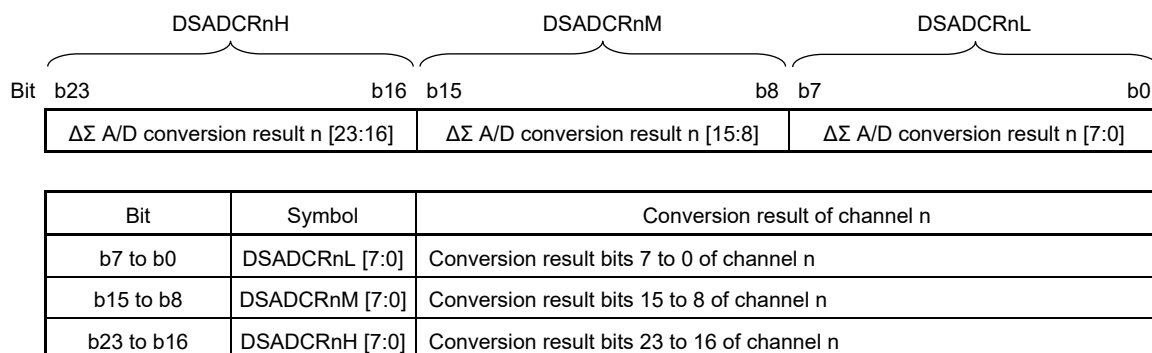 DSADCRnH DSADCRnM DSADCRnL
Bit b23 b16 b15 b8 b7 b0
ΔΣ A/D conversion result n [23:16] ΔΣ A/D conversion result n [15:8] ΔΣ A/D conversion result n [7:0]
Bit Symbol Conversion result of channel n
b7 to b0 DSADCRnL [7:0] Conversion result bits 7 to 0 of channel n
b15 to b8 DSADCRnM [7:0] Conversion result bits 15 to 8 of channel n
b23 to b16 DSADCRnH [7:0] Conversion result bits 23 to 16 of channel n